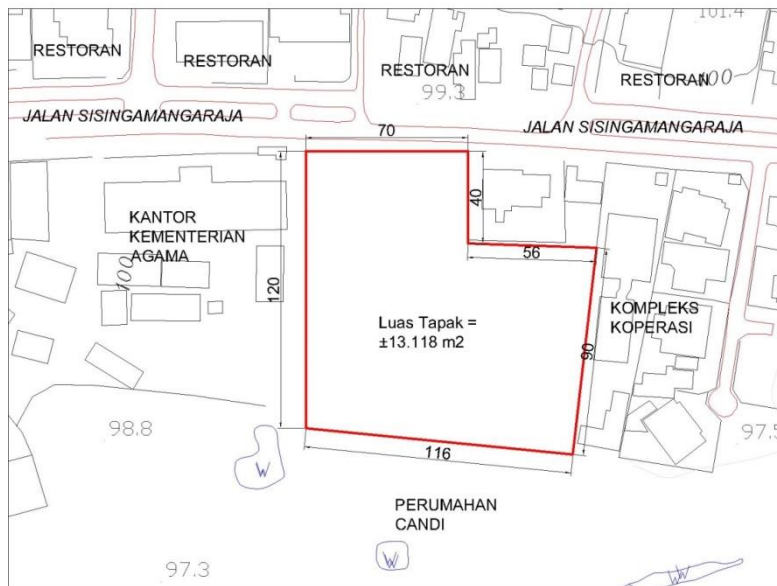 101.4
RESTORAN
RESTORAN
RESTORAN
RESTORAN
100
99.3
JALAN SISINGAMANGARAJA
JALAN SISINGAMANGARAJA
70
40
KANTOR
KEMENTERIAN
AGAMA
100
120
56
KOMPLEKS
KOPERASI
Luas Tapak =
±13.118 m2
90
98.8
97.5
116
W
PERUMAHAN
CANDI
W
97.3
W